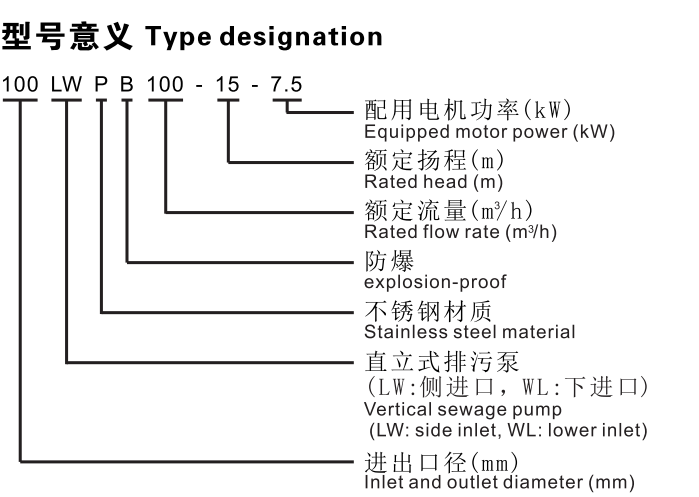 型号意义 Type designation
100 LW P B 100 - 15 - 7.5
配用电机功率(kW)
Equipped motor power (kW)
额定扬程(m)
Rated head (m)
额定流量(m³/h)
Rated flow rate (m³/h)
防爆
explosion-proof
不锈钢材质
Stainless steel material
直立式排污泵
(LW:侧进口，WL:下进口)
Vertical sewage pump
(LW: side inlet, WL: lower inlet)
进出口径(mm)
Inlet and outlet diameter (mm)